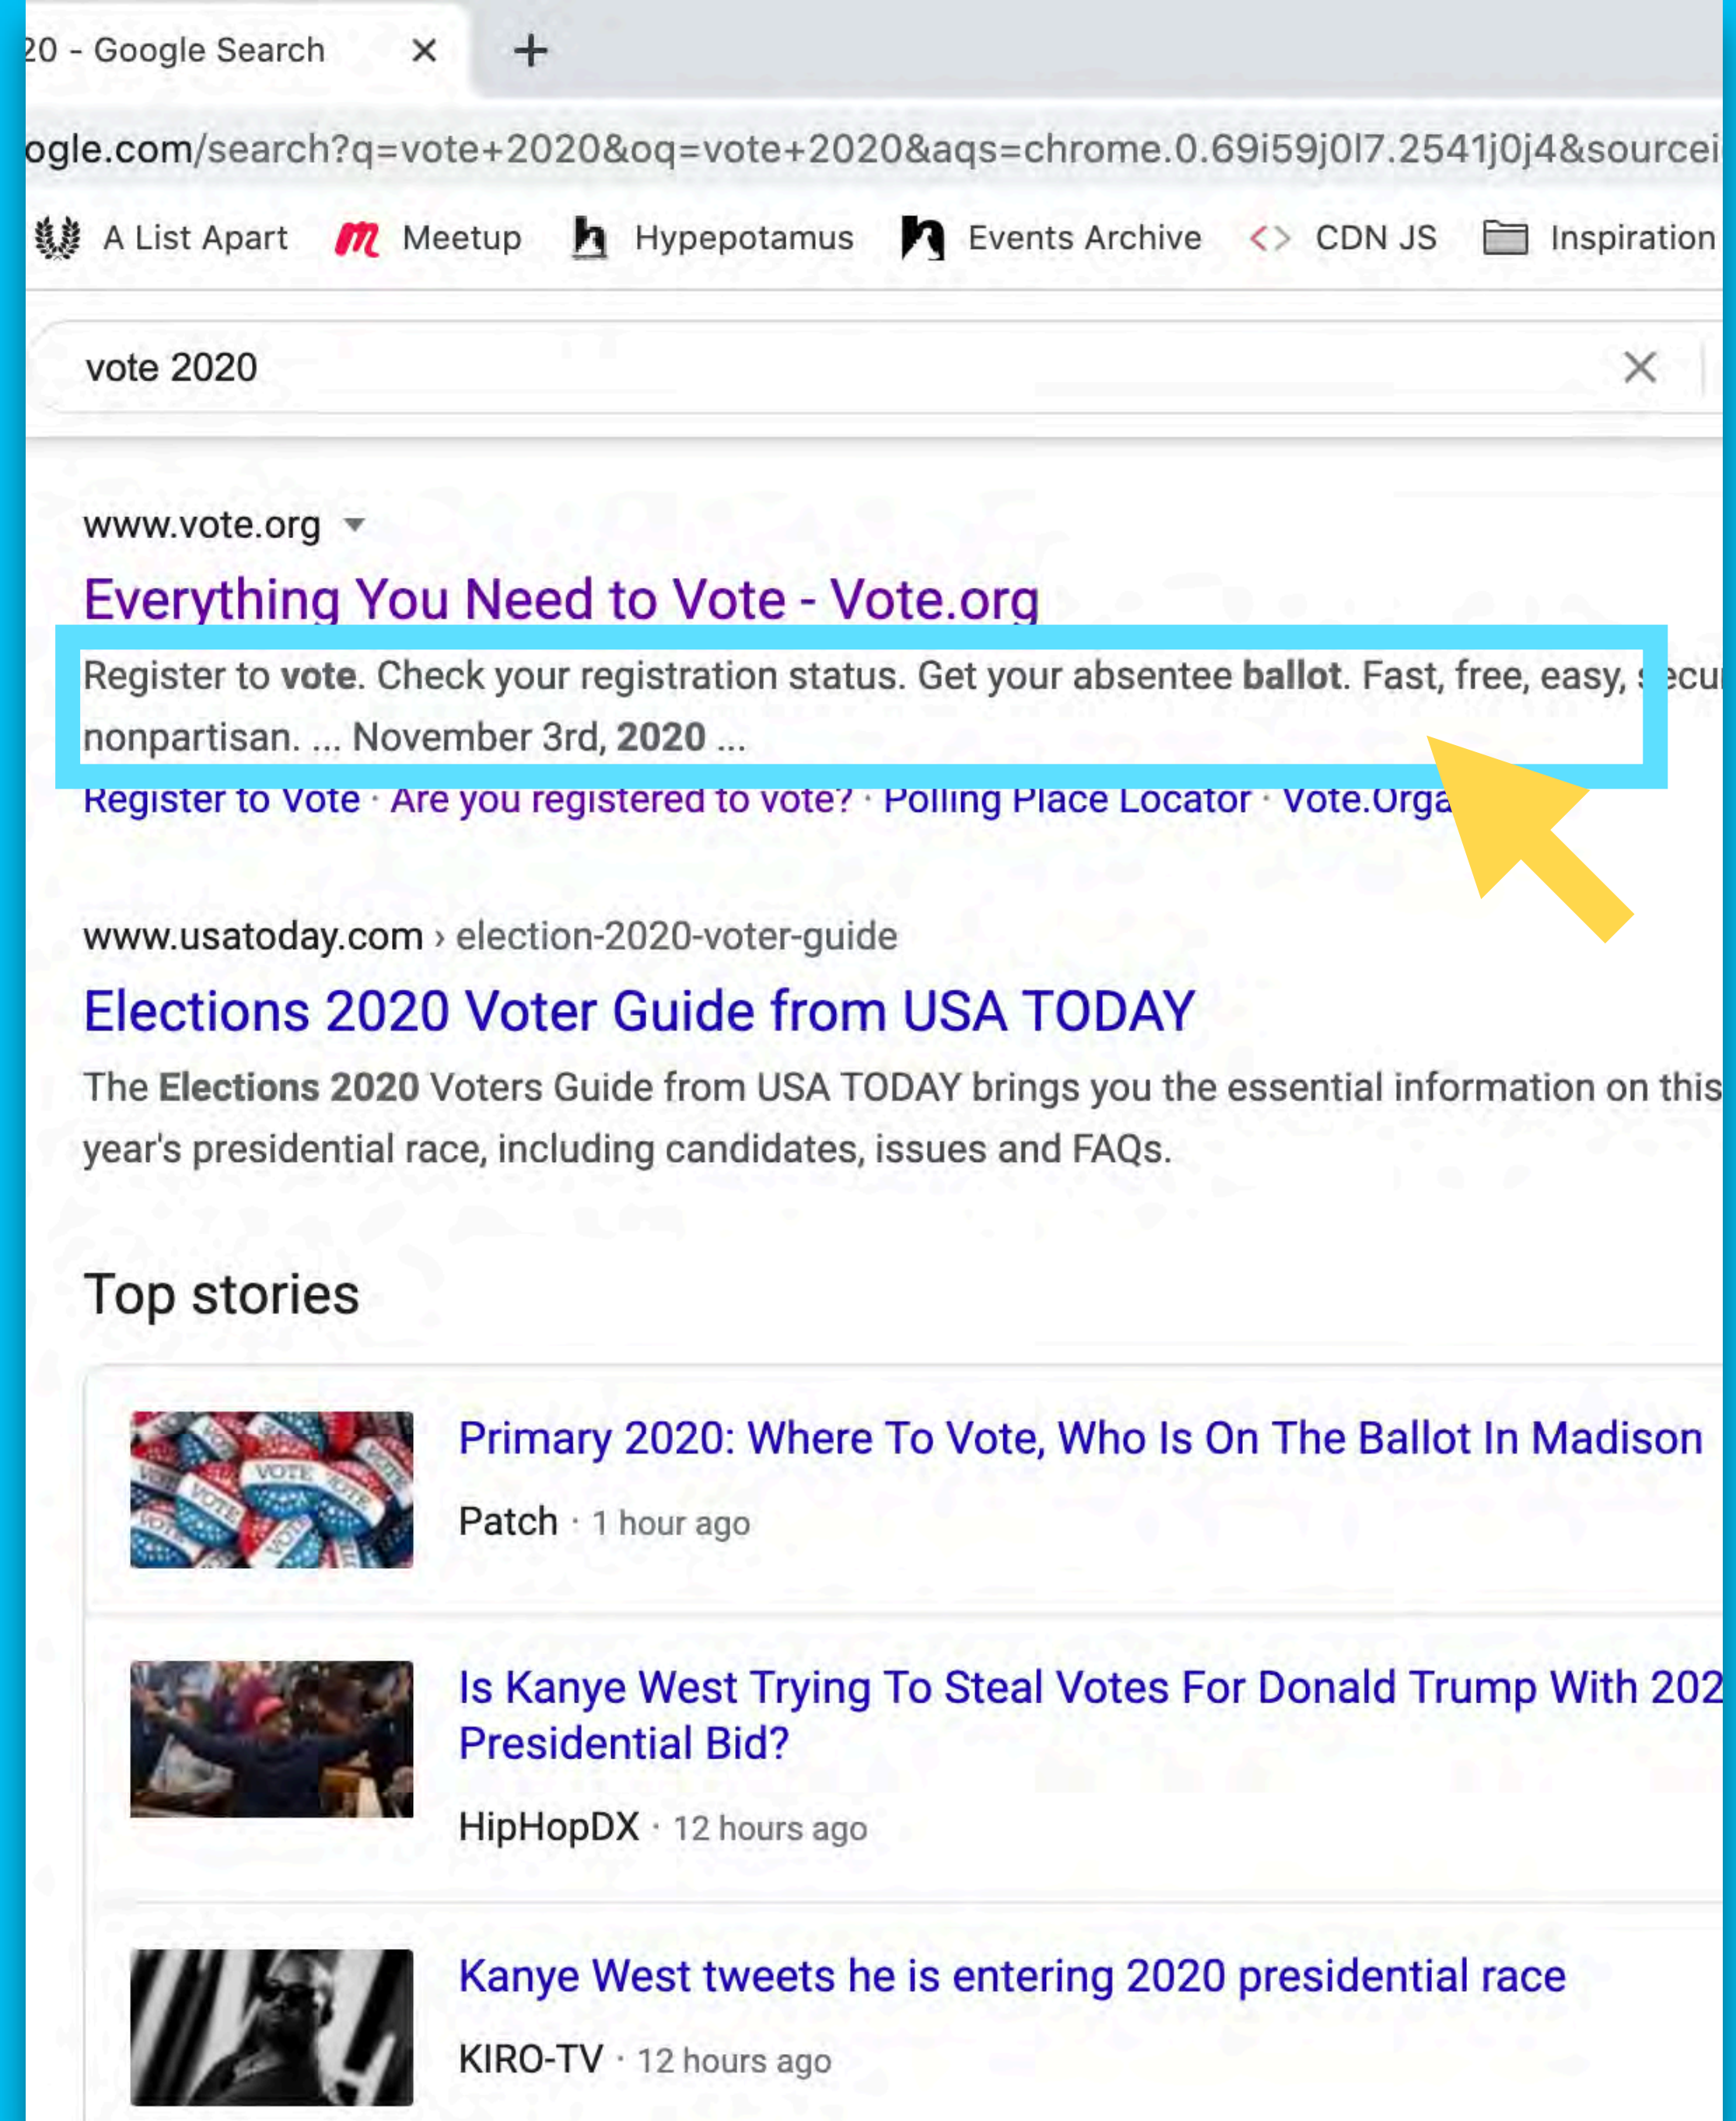 20 - Google Search
ogle.com/search?q=vote+2020&oq=vote+2020&aqs=chrome.0.69i59j0l7.2541j0j4&sourcei
A List Apart Meetup Hypepotamus Events Archive CDN JS Inspiration
vote 2020
www.vote.org
Everything You Need to Vote - Vote.org
Register to vote. Check your registration status. Get your absentee ballot. Fast, free, easy, secu
nonpartisan. ... November 3rd, 2020 ...
Register to Vote · Are you registered to vote? · Polling Place Locator · Vote.Orga
www.usatoday.com › election-2020-voter-guide
Elections 2020 Voter Guide from USA TODAY
The Elections 2020 Voters Guide from USA TODAY brings you the essential information on this
year's presidential race, including candidates, issues and FAQs.
Top stories
Primary 2020: Where To Vote, Who Is On The Ballot In Madison
VOTE VOTE VOTE VOTE
Patch · 1 hour ago
Is Kanye West Trying To Steal Votes For Donald Trump With 202
Presidential Bid?
HipHopDX · 12 hours ago
Kanye West tweets he is entering 2020 presidential race
KIRO-TV · 12 hours ago